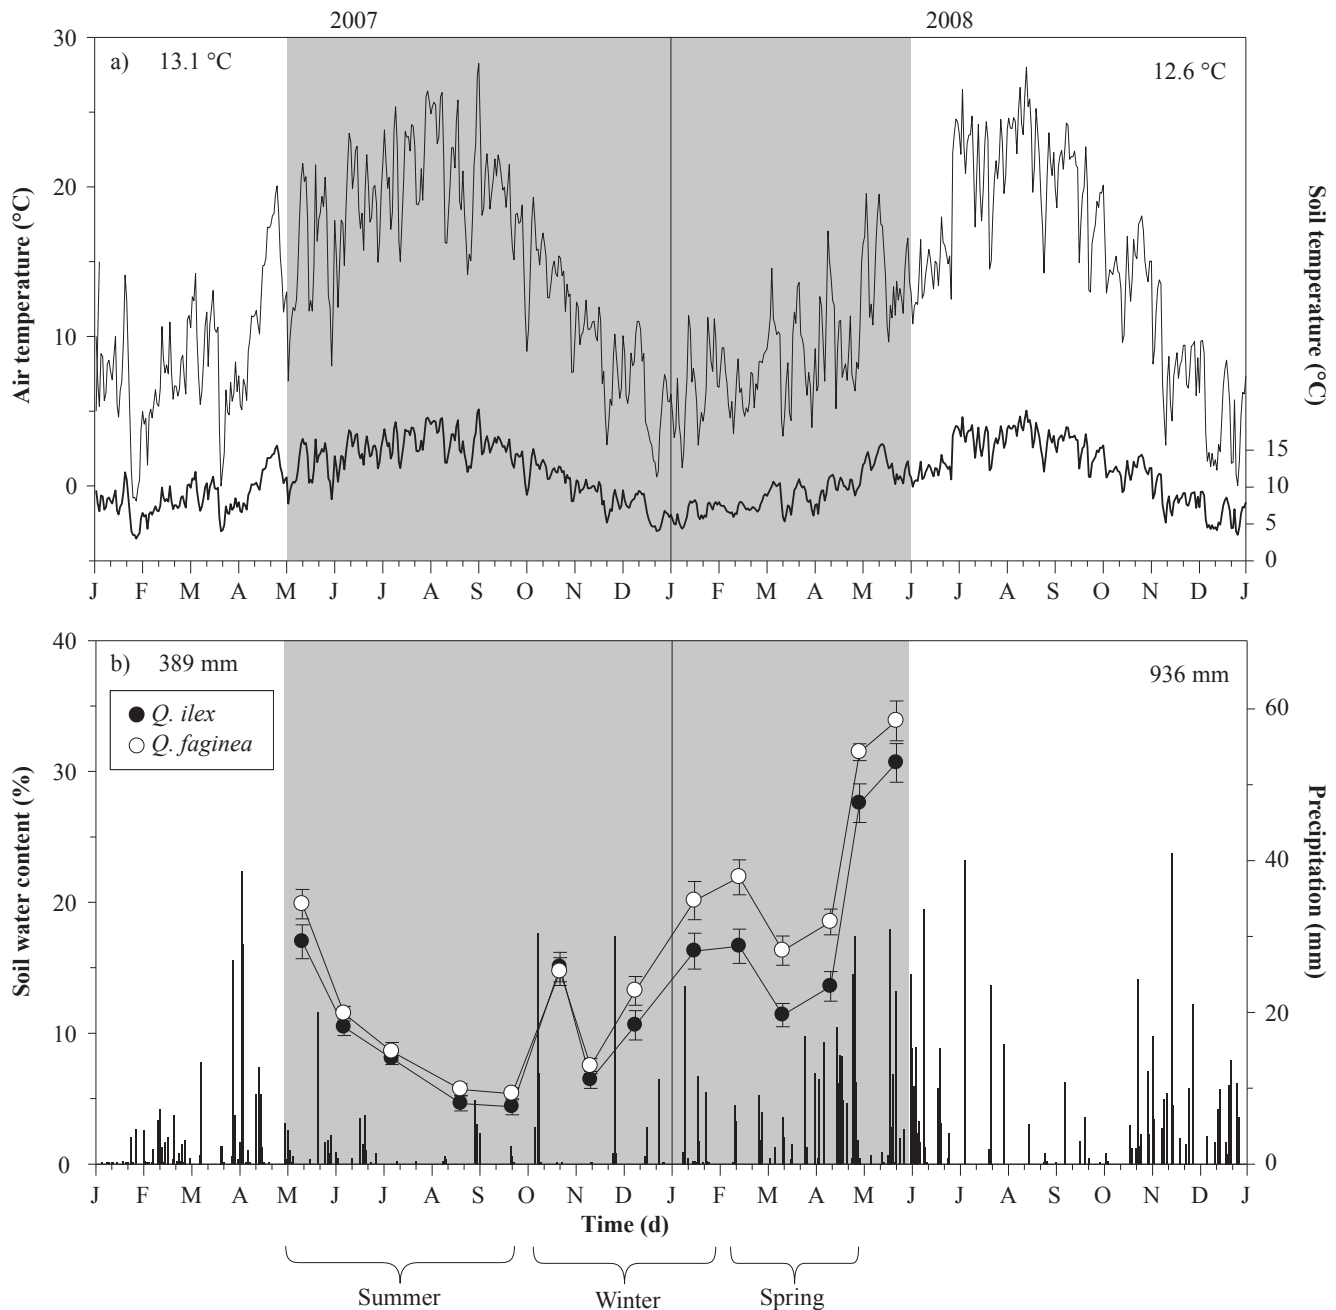 2007 2008
a) 13.1 °C 12.6 °C
30
20
10
0
Air temperature (°C)
15
10
5
0
Soil temperature (°C)
J F M A M J J A S O N D J F M A M J J A S O N D J
b) 389 mm 936 mm
Q. ilex
Q. faginea
40
30
20
10
0
Soil water content (%)
60
40
20
0
Precipitation (mm)
J F M A M J J A S O N D J F M A M J J A S O N D J
Time (d)
Summer Winter Spring